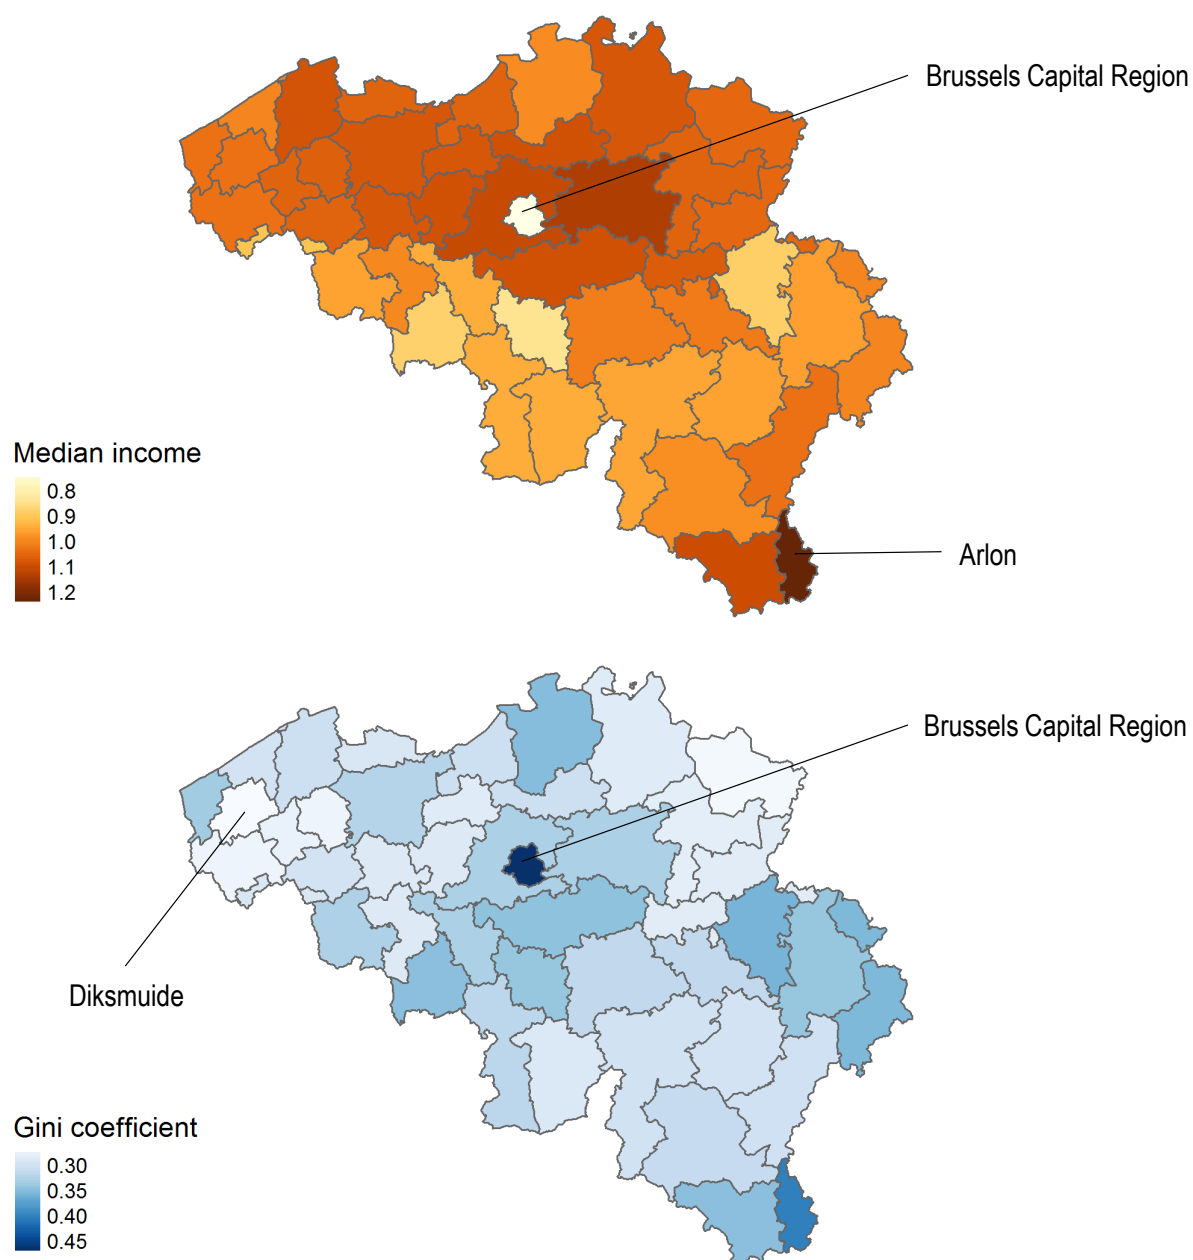 Brussels Capital Region
Median income
0.8
0.9
1.0
1.1
1.2
Arlon
Brussels Capital Region
Diksmuide
Gini coefficient
0.30
0.35
0.40
0.45